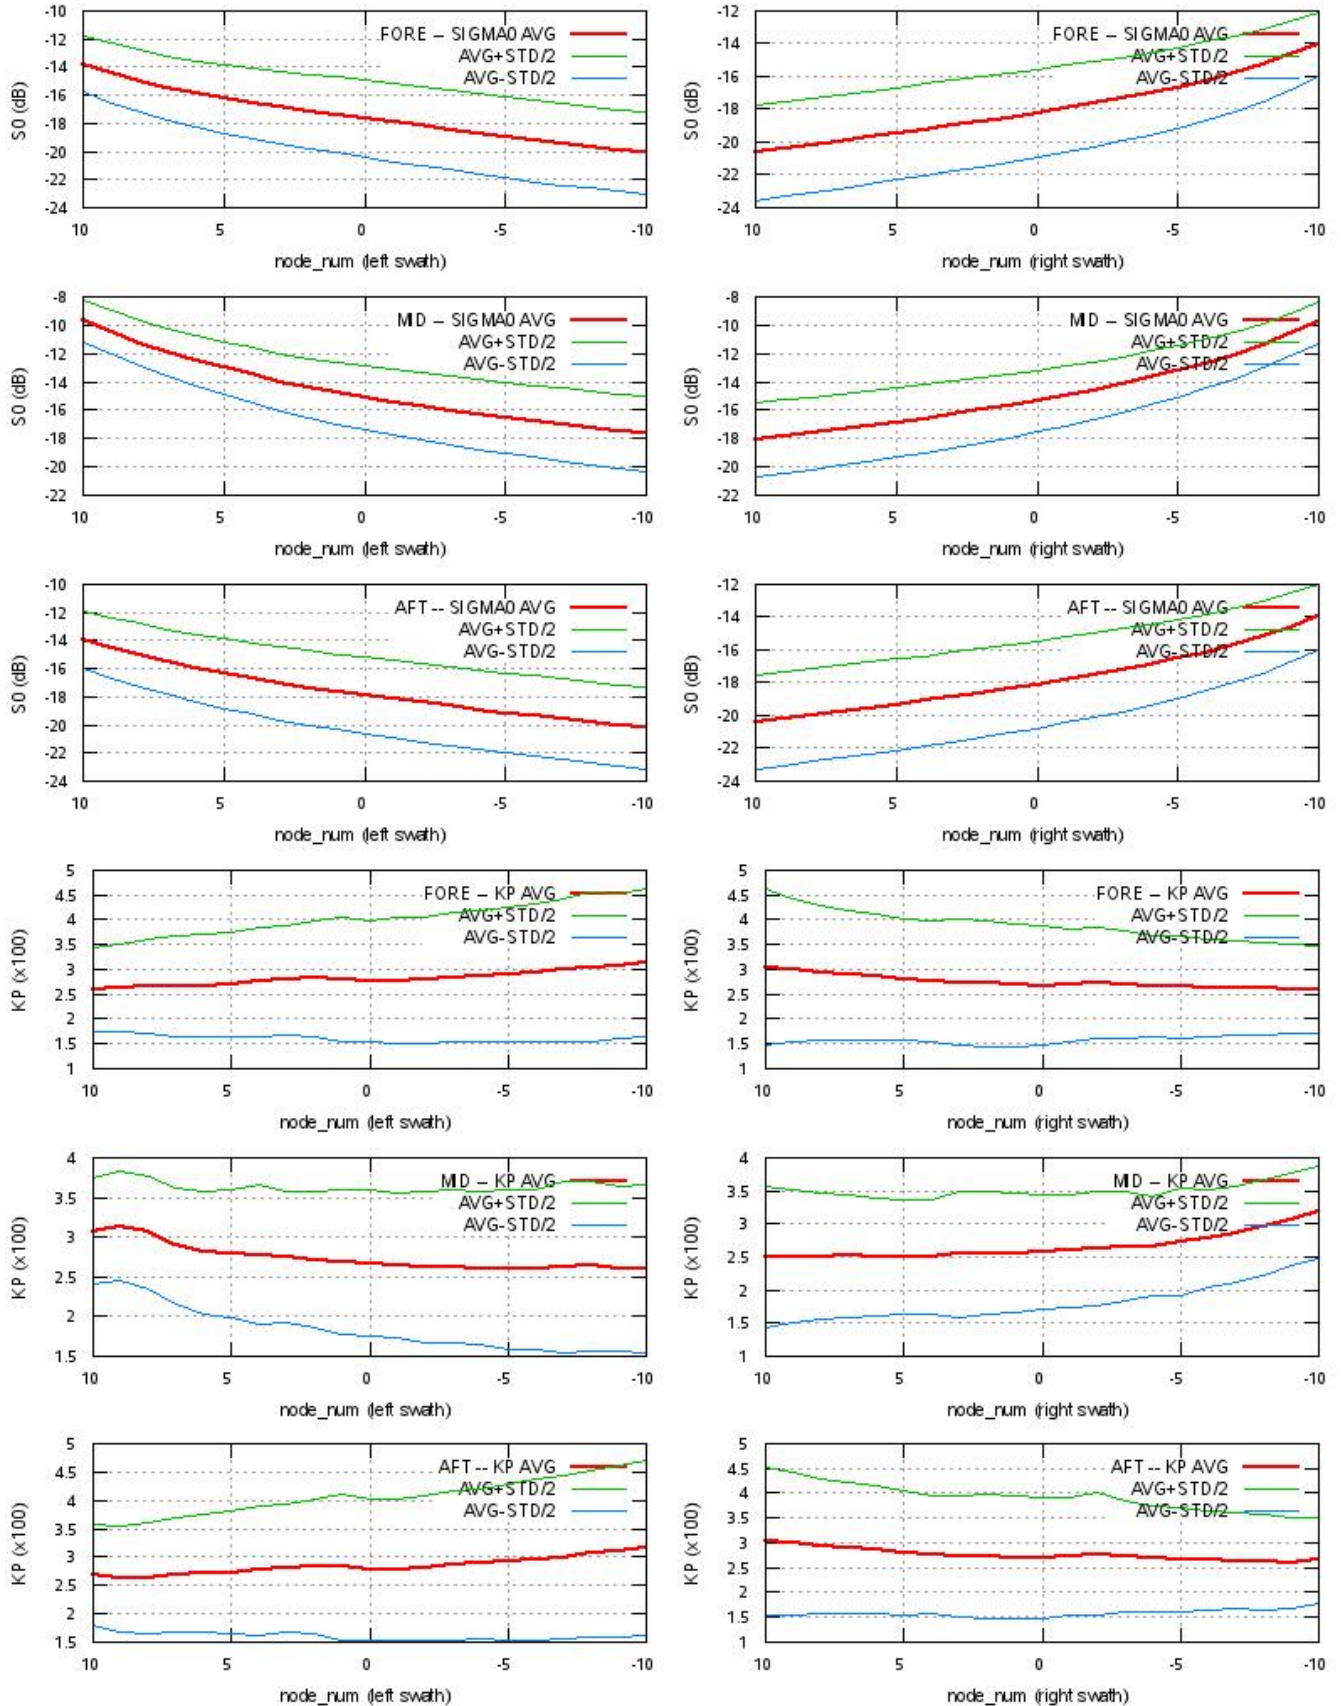 -10
-12
-14
-16
-18
-20
-22
-24
S0 (dB)
FORE – SIGMA0 AVG
AVG+STD/2
AVG-STD/2
10 5 0 -5 -10
node_num (left swath)
-12
-14
-16
-18
-20
-22
-24
S0 (dB)
FORE – SIGMA0 AVG
AVG+STD/2
AVG-STD/2
10 5 0 -5 -10
node_num (right swath)
-8
-10
-12
-14
-16
-18
-20
-22
S0 (dB)
MID – SIGMA0 AVG
AVG+STD/2
AVG-STD/2
10 5 0 -5 -10
node_num (left swath)
-8
-10
-12
-14
-16
-18
-20
-22
S0 (dB)
MID – SIGMA0 AVG
AVG+STD/2
AVG-STD/2
10 5 0 -5 -10
node_num (right swath)
-10
-12
-14
-16
-18
-20
-22
-24
S0 (dB)
AFT -- SIGMA0 AVG
AVG+STD/2
AVG-STD/2
10 5 0 -5 -10
node_num (left swath)
-12
-14
-16
-18
-20
-22
-24
S0 (dB)
AFT -- SIGMA0 AVG
AVG+STD/2
AVG-STD/2
10 5 0 -5 -10
node_num (right swath)
5
4.5
4
3.5
3
2.5
2
1.5
1
KP (x100)
FORE – KP AVG
AVG+STD/2
AVG-STD/2
10 5 0 -5 -10
node_num (left swath)
5
4.5
4
3.5
3
2.5
2
1.5
1
KP (x100)
FORE – KP AVG
AVG+STD/2
AVG-STD/2
10 5 0 -5 -10
node_num (right swath)
4
3.5
3
2.5
2
1.5
KP (x100)
MID – KP AVG
AVG+STD/2
AVG-STD/2
10 5 0 -5 -10
node_num (left swath)
4
3.5
3
2.5
2
1.5
1
KP (x100)
MID – KP AVG
AVG+STD/2
AVG-STD/2
10 5 0 -5 -10
node_num (right swath)
5
4.5
4
3.5
3
2.5
2
1.5
KP (x100)
AFT -- KP AVG
AVG+STD/2
AVG-STD/2
10 5 0 -5 -10
node_num (left swath)
5
4.5
4
3.5
3
2.5
2
1.5
1
KP (x100)
AFT -- KP AVG
AVG+STD/2
AVG-STD/2
10 5 0 -5 -10
node_num (right swath)